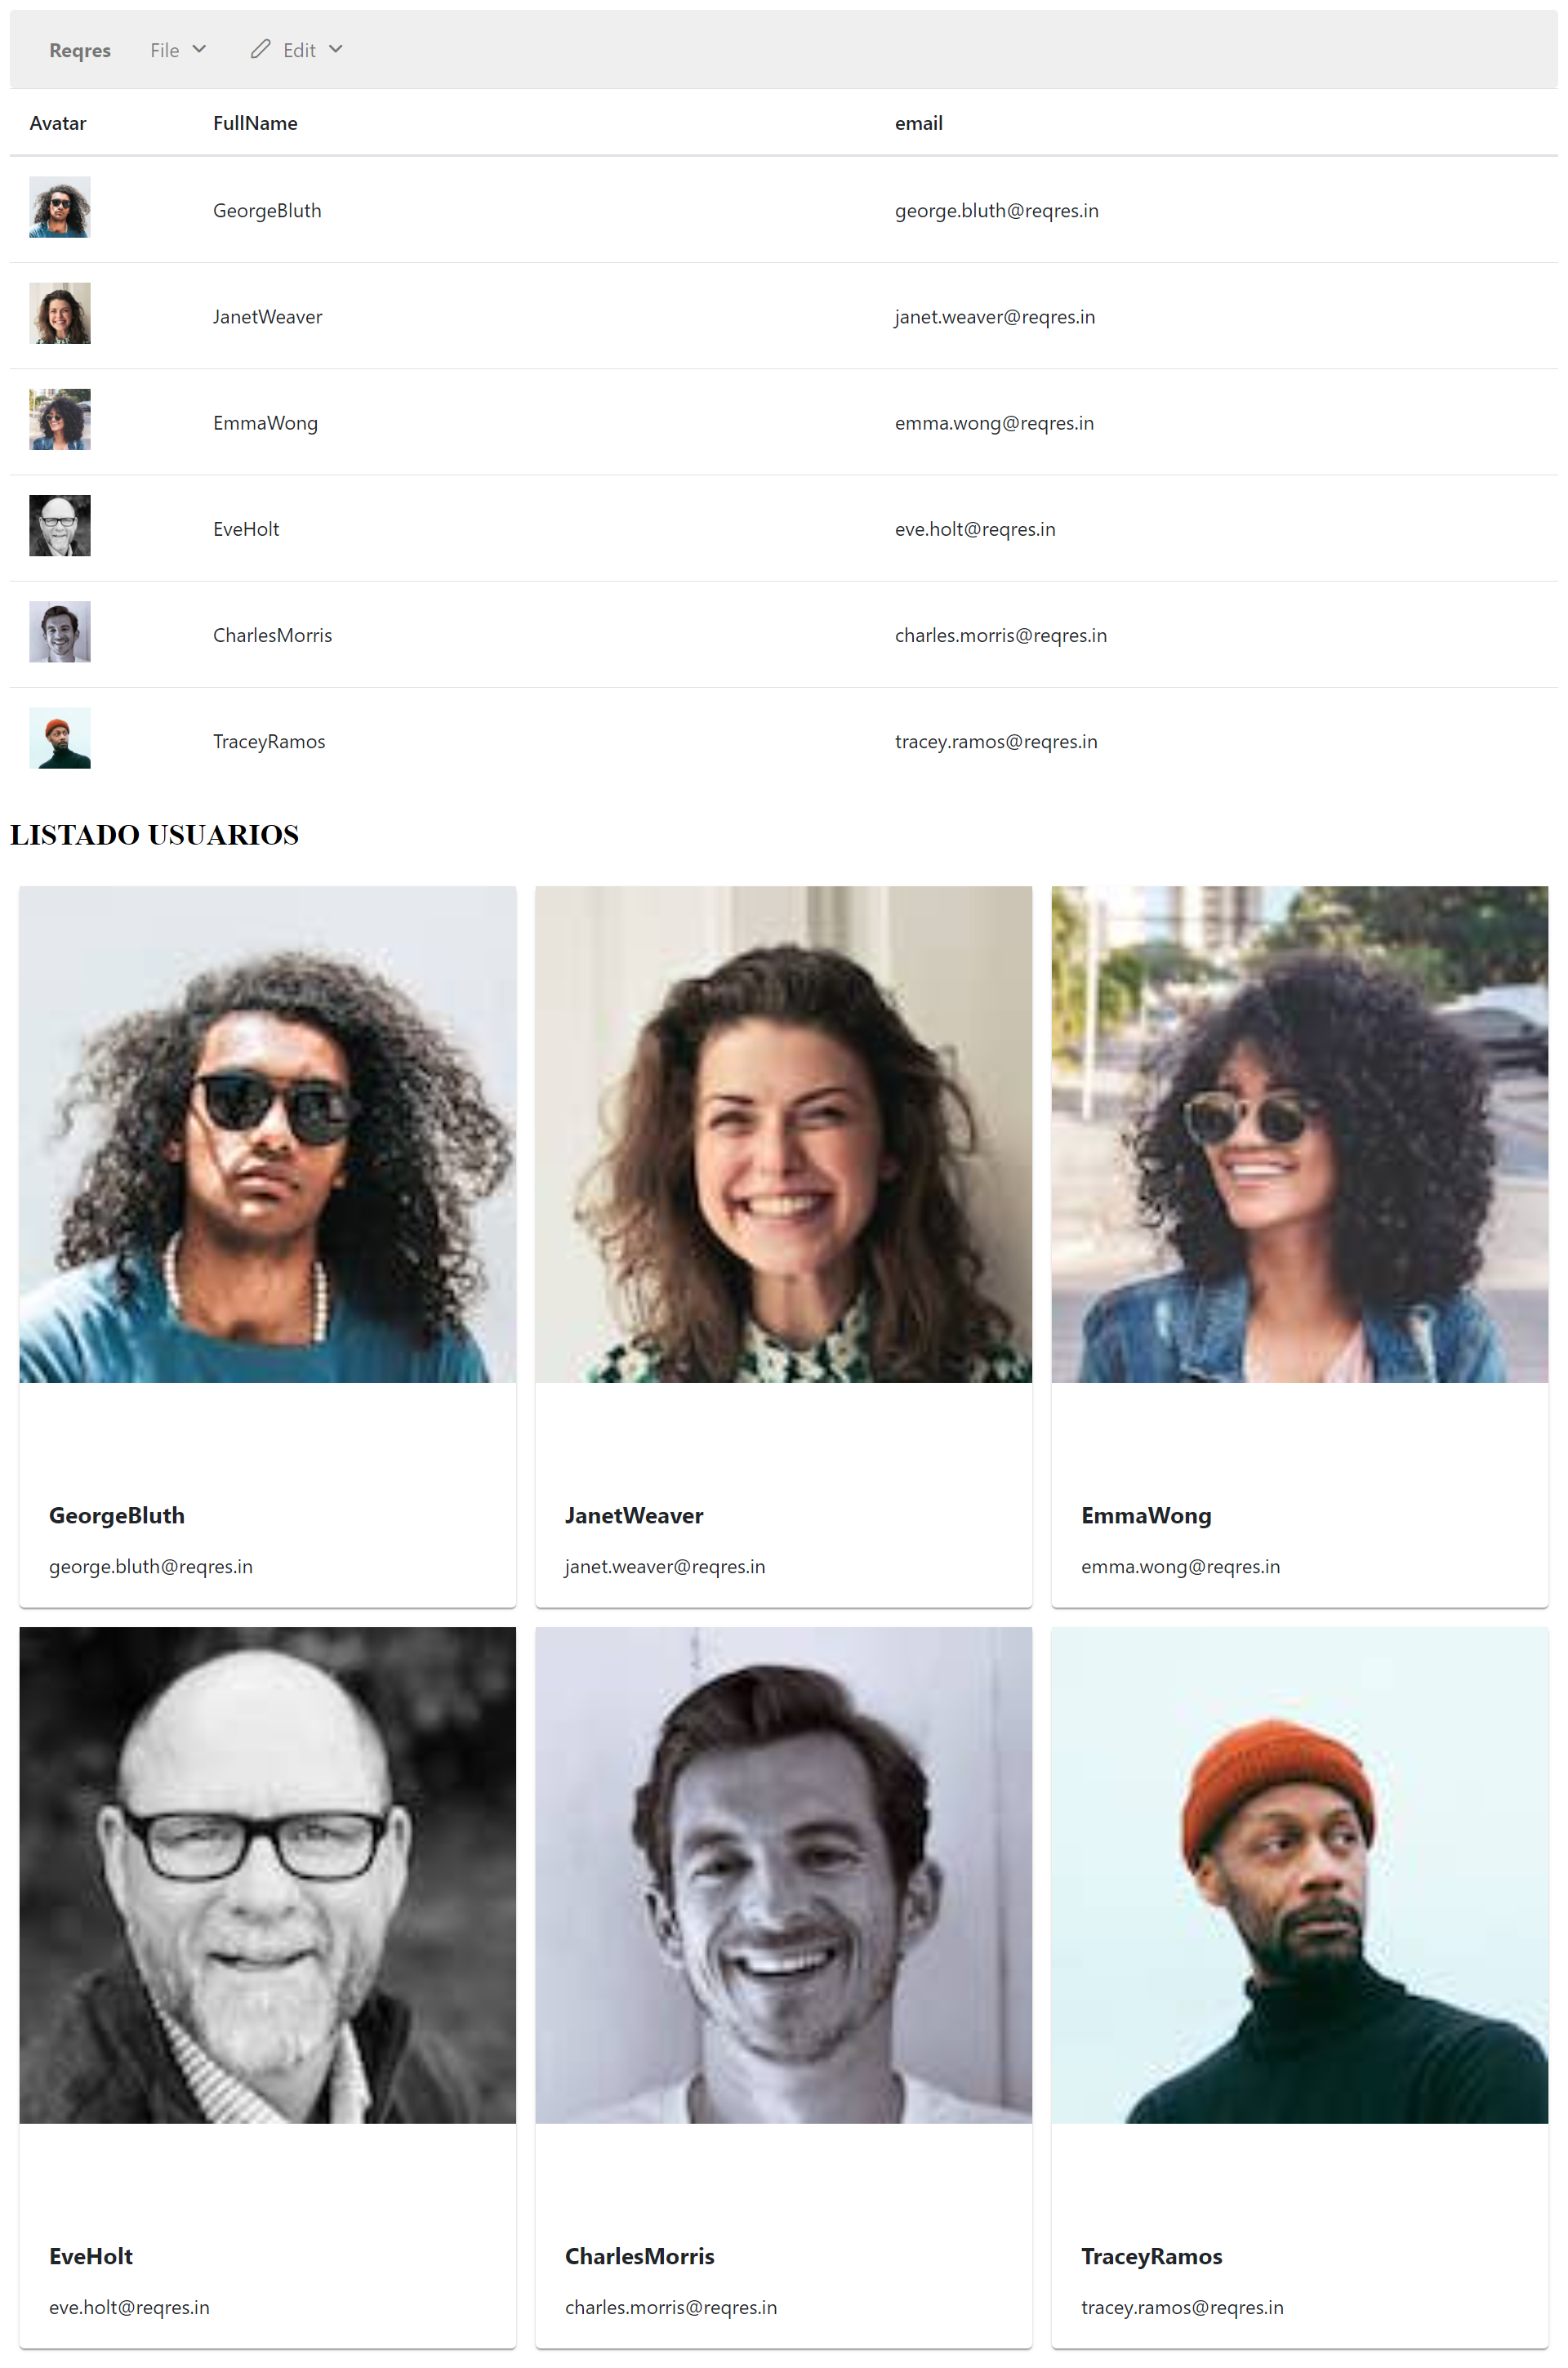 Reqres File Edit
Avatar FullName email
GeorgeBluth george.bluth@reqres.in
JanetWeaver janet.weaver@reqres.in
EmmaWong emma.wong@reqres.in
EveHolt eve.holt@reqres.in
CharlesMorris charles.morris@reqres.in
TraceyRamos tracey.ramos@reqres.in
LISTADO USUARIOS
GeorgeBluth
george.bluth@reqres.in
JanetWeaver
janet.weaver@reqres.in
EmmaWong
emma.wong@reqres.in
EveHolt
eve.holt@reqres.in
CharlesMorris
charles.morris@reqres.in
TraceyRamos
tracey.ramos@reqres.in